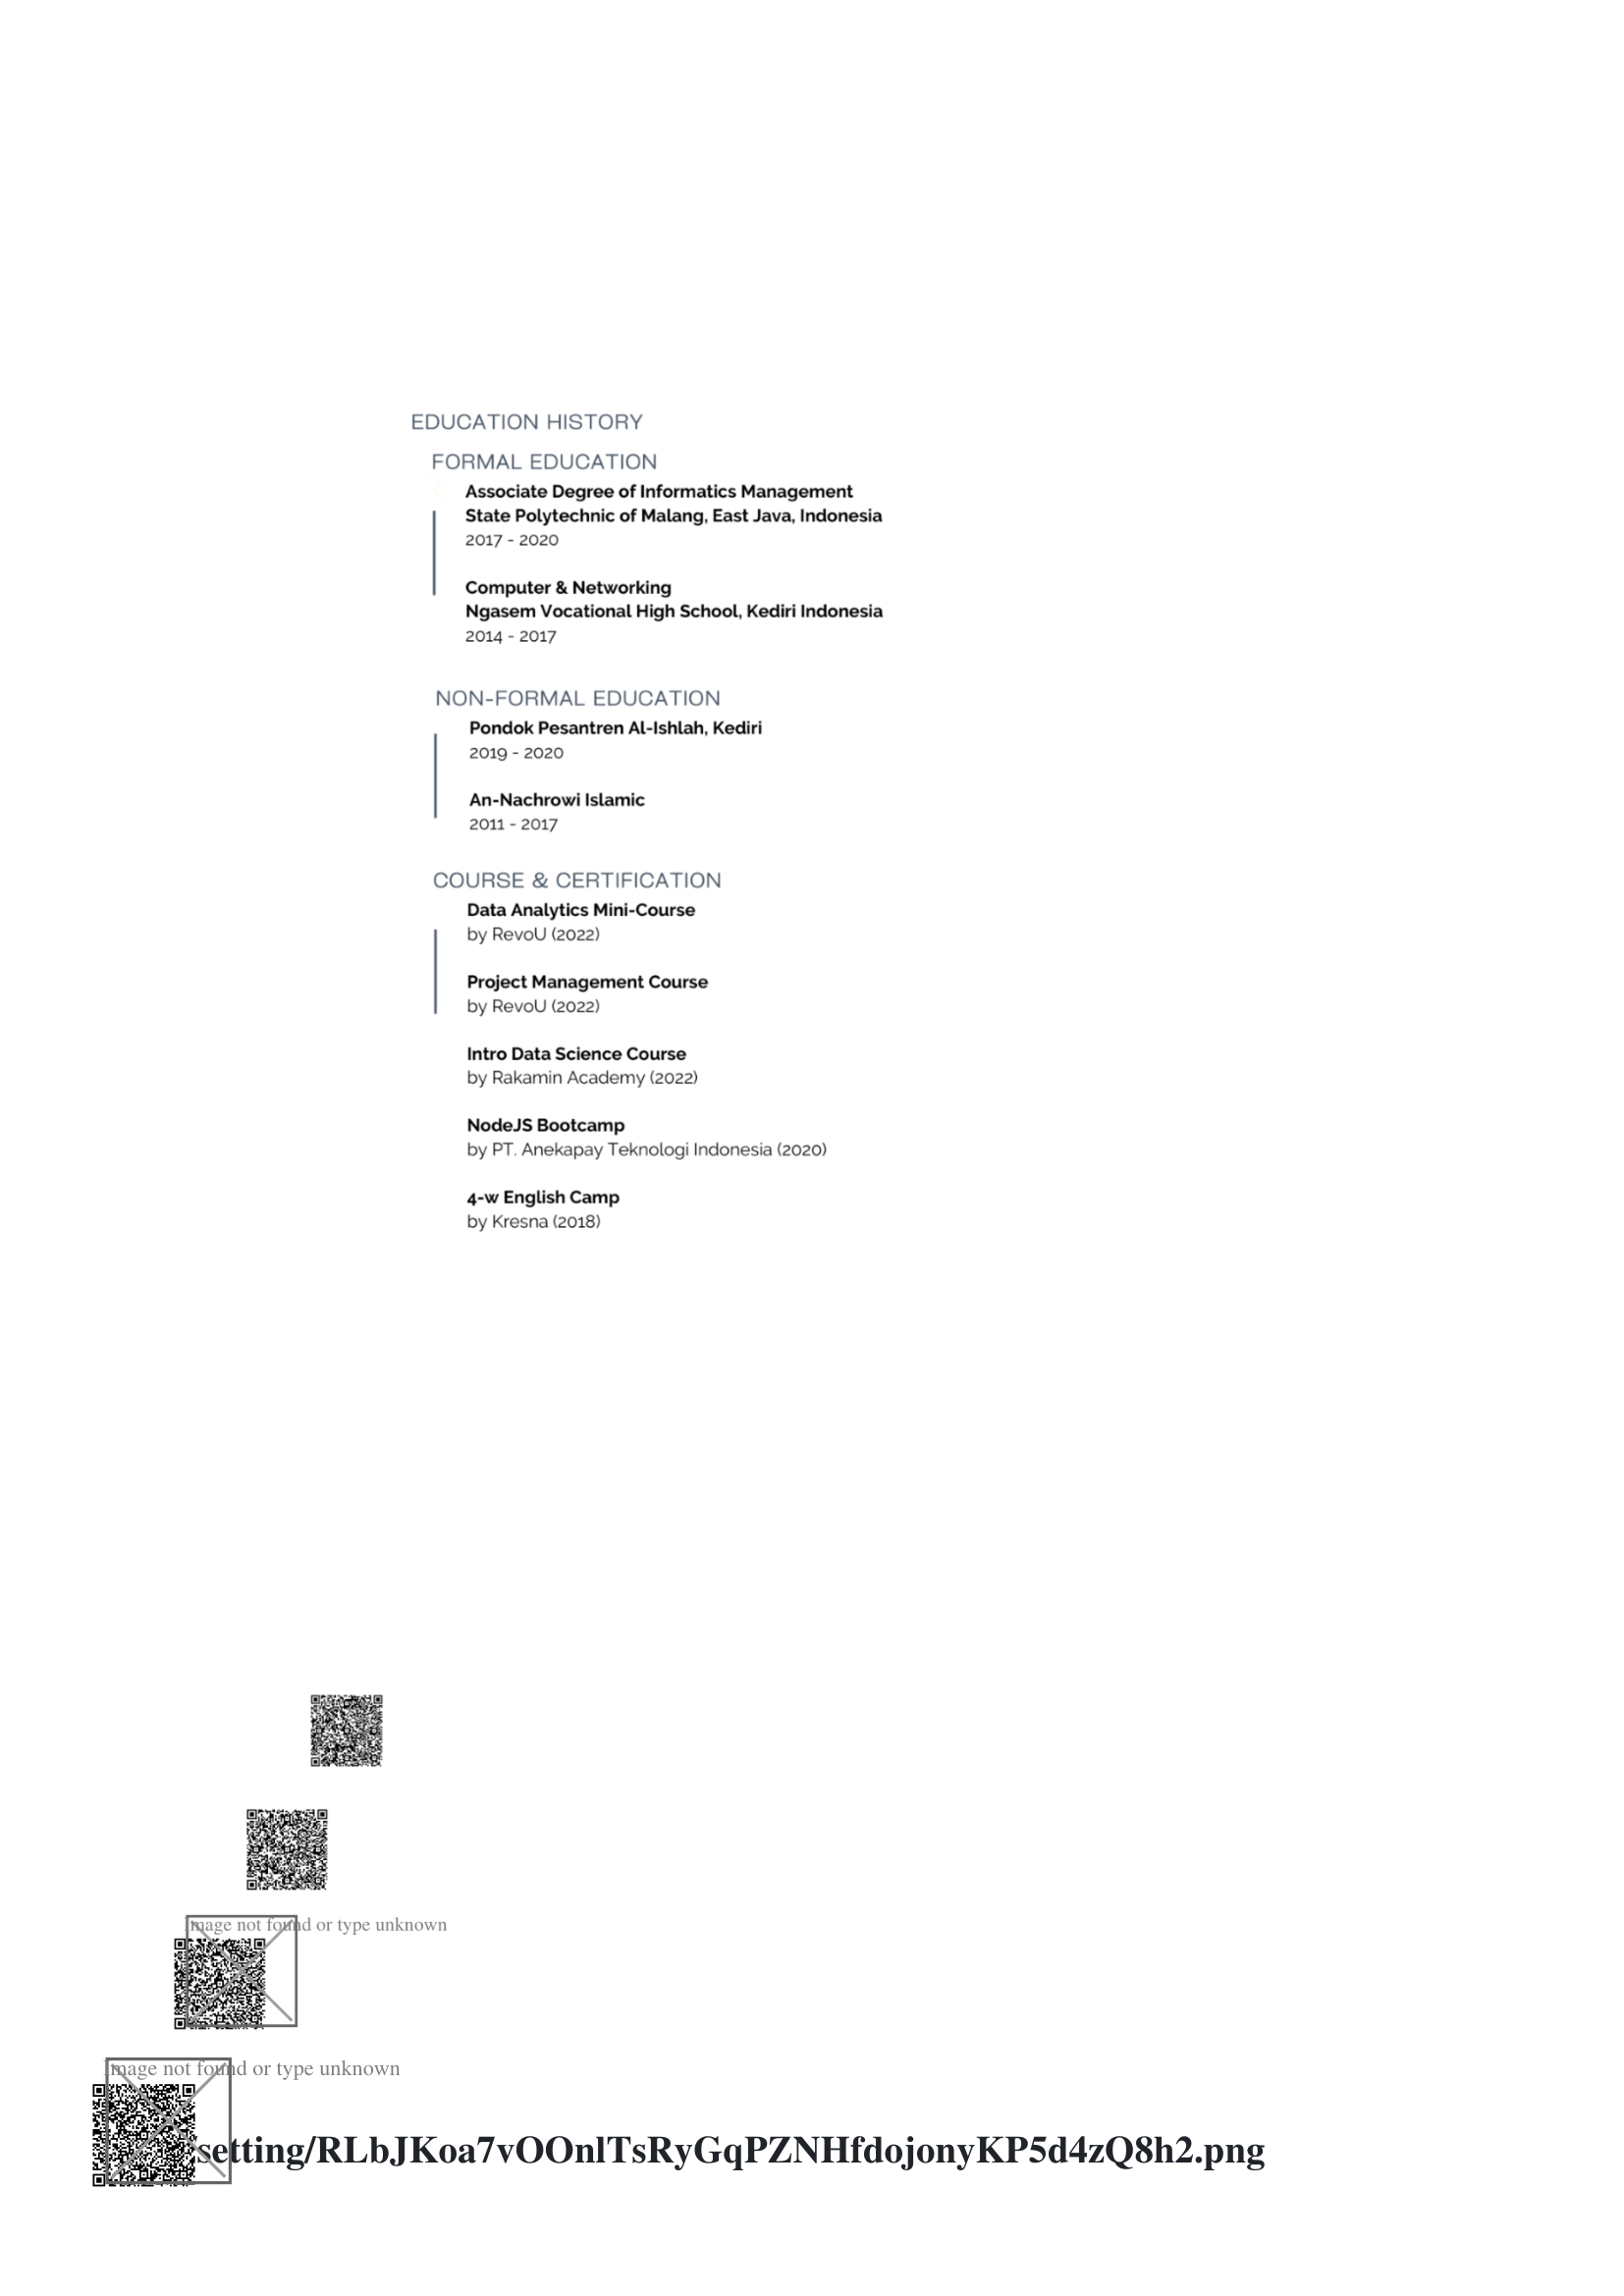 EDUCATION HISTORY
FORMAL EDUCATION
Associate Degree of Informatics Management
State Polytechnic of Malang, East Java, Indonesia
2017 - 2020
Computer & Networking
Ngasem Vocational High School, Kediri Indonesia
2014 - 2017
NON-FORMAL EDUCATION
Pondok Pesantren Al-Ishlah, Kediri
2019 - 2020
An-Nachrowi Islamic
2011 - 2017
COURSE & CERTIFICATION
Data Analytics Mini-Course
by RevoU (2022)
Project Management Course
by RevoU (2022)
Intro Data Science Course
by Rakamin Academy (2022)
NodeJS Bootcamp
by PT. Anekapay Teknologi Indonesia (2020)
4-w English Camp
by Kresna (2018)
Image not found or type unknown
Image not found or type unknown
setting/RLbJKoa7vOOnlTsRyGqPZNHfdojonyKP5d4zQ8h2.png